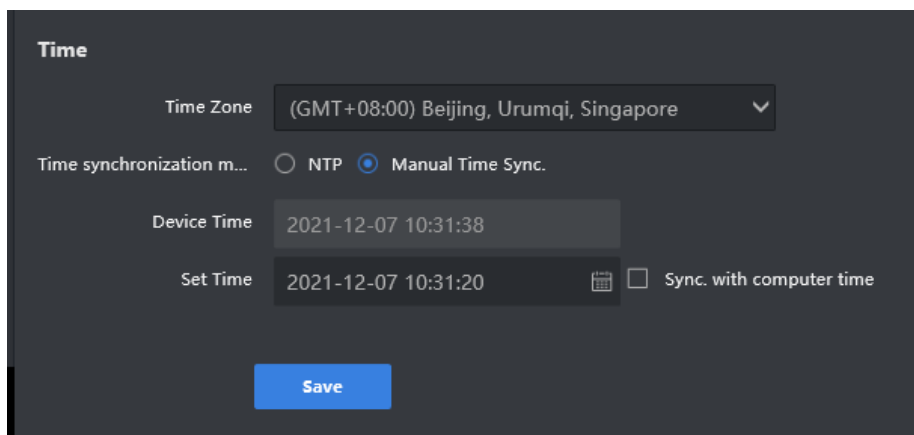 Time
Time Zone (GMT+08:00) Beijing, Urumqi, Singapore
Time synchronization m... NTP Manual Time Sync.
Device Time 2021-12-07 10:31:38
Set Time 2021-12-07 10:31:20 Sync. with computer time
Save